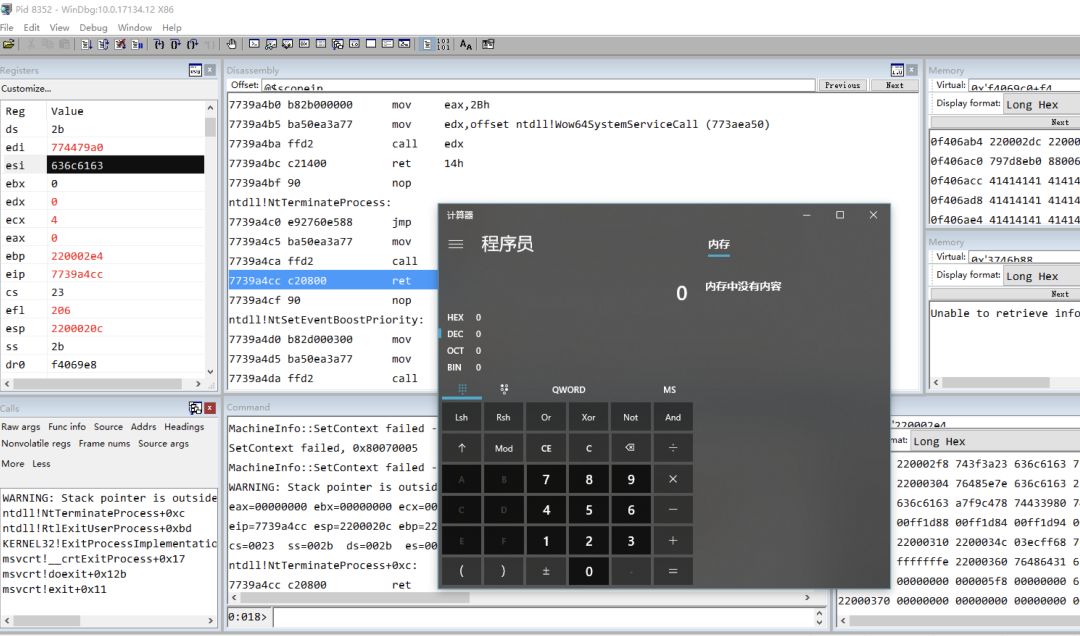 Pid 8352 - WinDbg:10.0.17134.12 X86
File Edit View Debug Window Help
Registers
Customize...
Reg Value
ds 2b
edi 774479a0
esi 636c6163
ebx 0
edx 0
ecx 4
eax 0
ebp 220002e4
eip 7739a4cc
cs 23
efl 206
esp 2200020c
ss 2b
dr0 f4069e8
Disassembly
Offset: @$scopeip
Previous Next
7739a4b0 b82b000000 mov eax,2Bh
7739a4b5 ba50ea3a77 mov edx,offset ntdll!Wow64SystemServiceCall (773aea50)
7739a4ba ffd2 call edx
7739a4bc c21400 ret 14h
7739a4bf 90 nop
ntdll!NtTerminateProcess:
7739a4c0 e92760e588 jmp
7739a4c5 ba50ea3a77 mov
7739a4ca ffd2 call
7739a4cc c20800 ret
7739a4cf 90 nop
ntdll!NtSetEventBoostPriority:
7739a4d0 b82d000300 mov
7739a4d5 ba50ea3a77 mov
7739a4da ffd2 call
Memory
Virtual: 0x'f4069c0+f4
Display format: Long Hex
Next
0f406ab4 220002dc 22000
0f406ac0 797d8eb0 88006
0f406acc 41414141 41414
0f406ad8 41414141 41414
0f406ae4 41414141 41414
Memory
Virtual: 0x'3746b88
Display format: Long Hex
Next
Unable to retrieve info
计算器
程序员
内存
0
内存中没有内容
HEX 0
DEC 0
OCT 0
BIN 0
QWORD MS
Lsh Rsh Or Xor Not And
↑ Mod CE C ⌫ ÷
A B 7 8 9 ×
C D 4 5 6 −
E F 1 2 3 +
( ) ± 0 . =
Calls
Raw args Func info Source Addrs Headings
Nonvolatile regs Frame nums Source args
More Less
WARNING: Stack pointer is outside
ntdll!NtTerminateProcess+0xc
ntdll!RtlExitUserProcess+0xbd
KERNEL32!ExitProcessImplementatio
msvcrt!__crtExitProcess+0x17
msvcrt!doexit+0x12b
msvcrt!exit+0x11
Command
MachineInfo::SetContext failed -
SetContext failed, 0x80070005
MachineInfo::SetContext failed -
WARNING: Stack pointer is outside
eax=00000000 ebx=00000000 ecx=00
eip=7739a4cc esp=2200020c ebp=22
cs=0023 ss=002b ds=002b es=00
ntdll!NtTerminateProcess+0xc:
7739a4cc c20800 ret
0:018>
'220002e4
mat: Long Hex
220002f8 743f3a23 636c6163 7
22000304 76485e7e 636c6163 2
636c6163 a7f9c478 74433980 7
00ff1d88 00ff1d84 00ff1d94 0
22000310 2200034c 03ecff68 7
fffffffe 22000360 76486431 6
00000000 000005f8 00000000 6
22000370 00000000 00000000 00000000 00